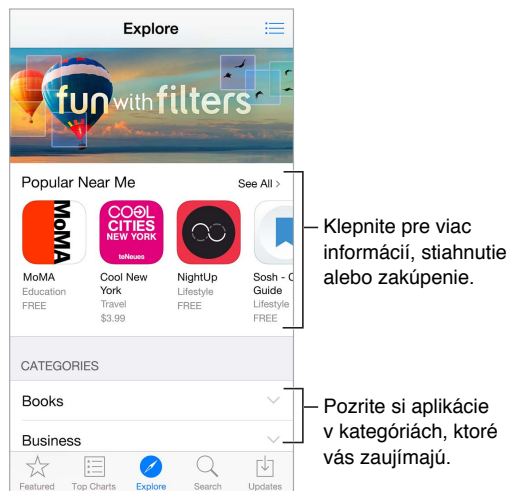 Explore
fun with filters
Popular Near Me
See All >
MoMA
COOL
CITIES
NEW YORK
teNeues
MoMA
Education
FREE
Cool New
York
Travel
$3.99
NightUp
Lifestyle
FREE
Sosh - C
Guide
Lifestyle
FREE
Klepnite pre viac
informácií, stiahnutie
alebo zakúpenie.
CATEGORIES
Books
Business
Pozrite si aplikácie
v kategóriách, ktoré
vás zaujímajú.
Featured
Top Charts
Explore
Search
Updates